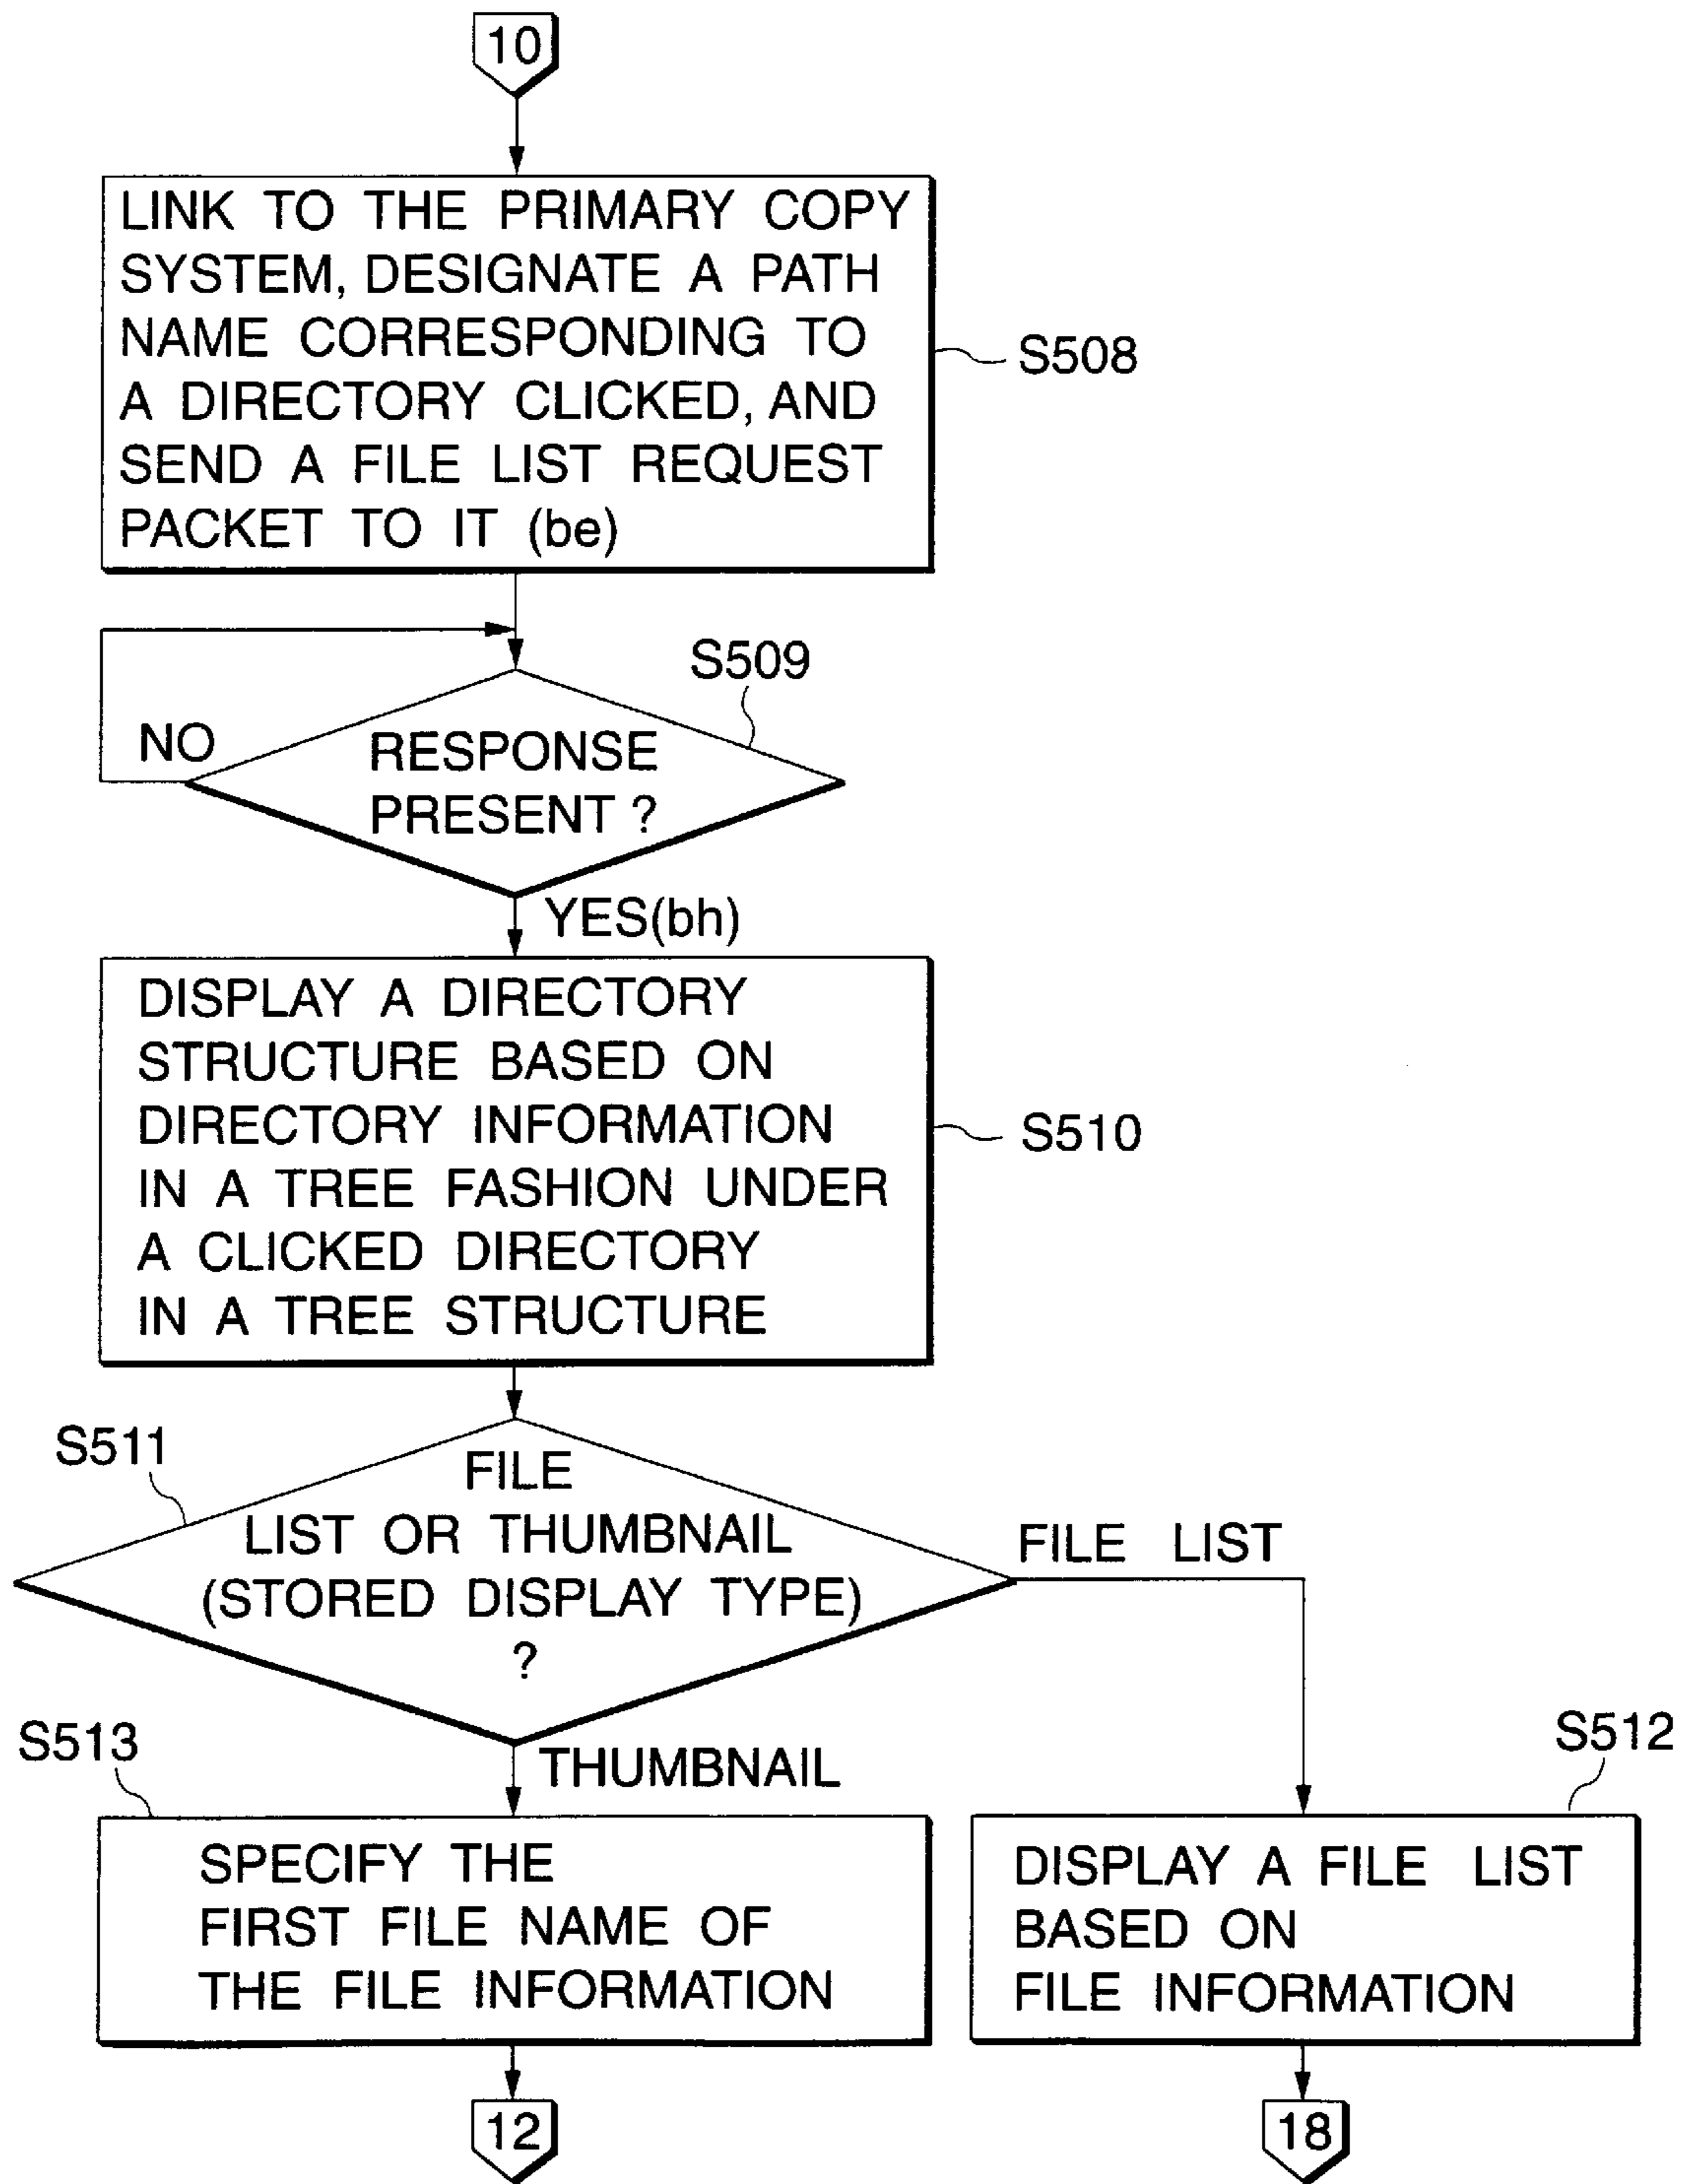 10
LINK TO THE PRIMARY COPY
SYSTEM, DESIGNATE A PATH
NAME CORRESPONDING TO
A DIRECTORY CLICKED, AND
SEND A FILE LIST REQUEST
PACKET TO IT (be)
S508
S509
NO
RESPONSE
PRESENT ?
YES(bh)
DISPLAY A DIRECTORY
STRUCTURE BASED ON
DIRECTORY INFORMATION
IN A TREE FASHION UNDER
A CLICKED DIRECTORY
IN A TREE STRUCTURE
S510
S511
FILE
LIST OR THUMBNAIL
(STORED DISPLAY TYPE)
?
FILE LIST
THUMBNAIL
S513
SPECIFY THE
FIRST FILE NAME OF
THE FILE INFORMATION
12
S512
DISPLAY A FILE LIST
BASED ON
FILE INFORMATION
18